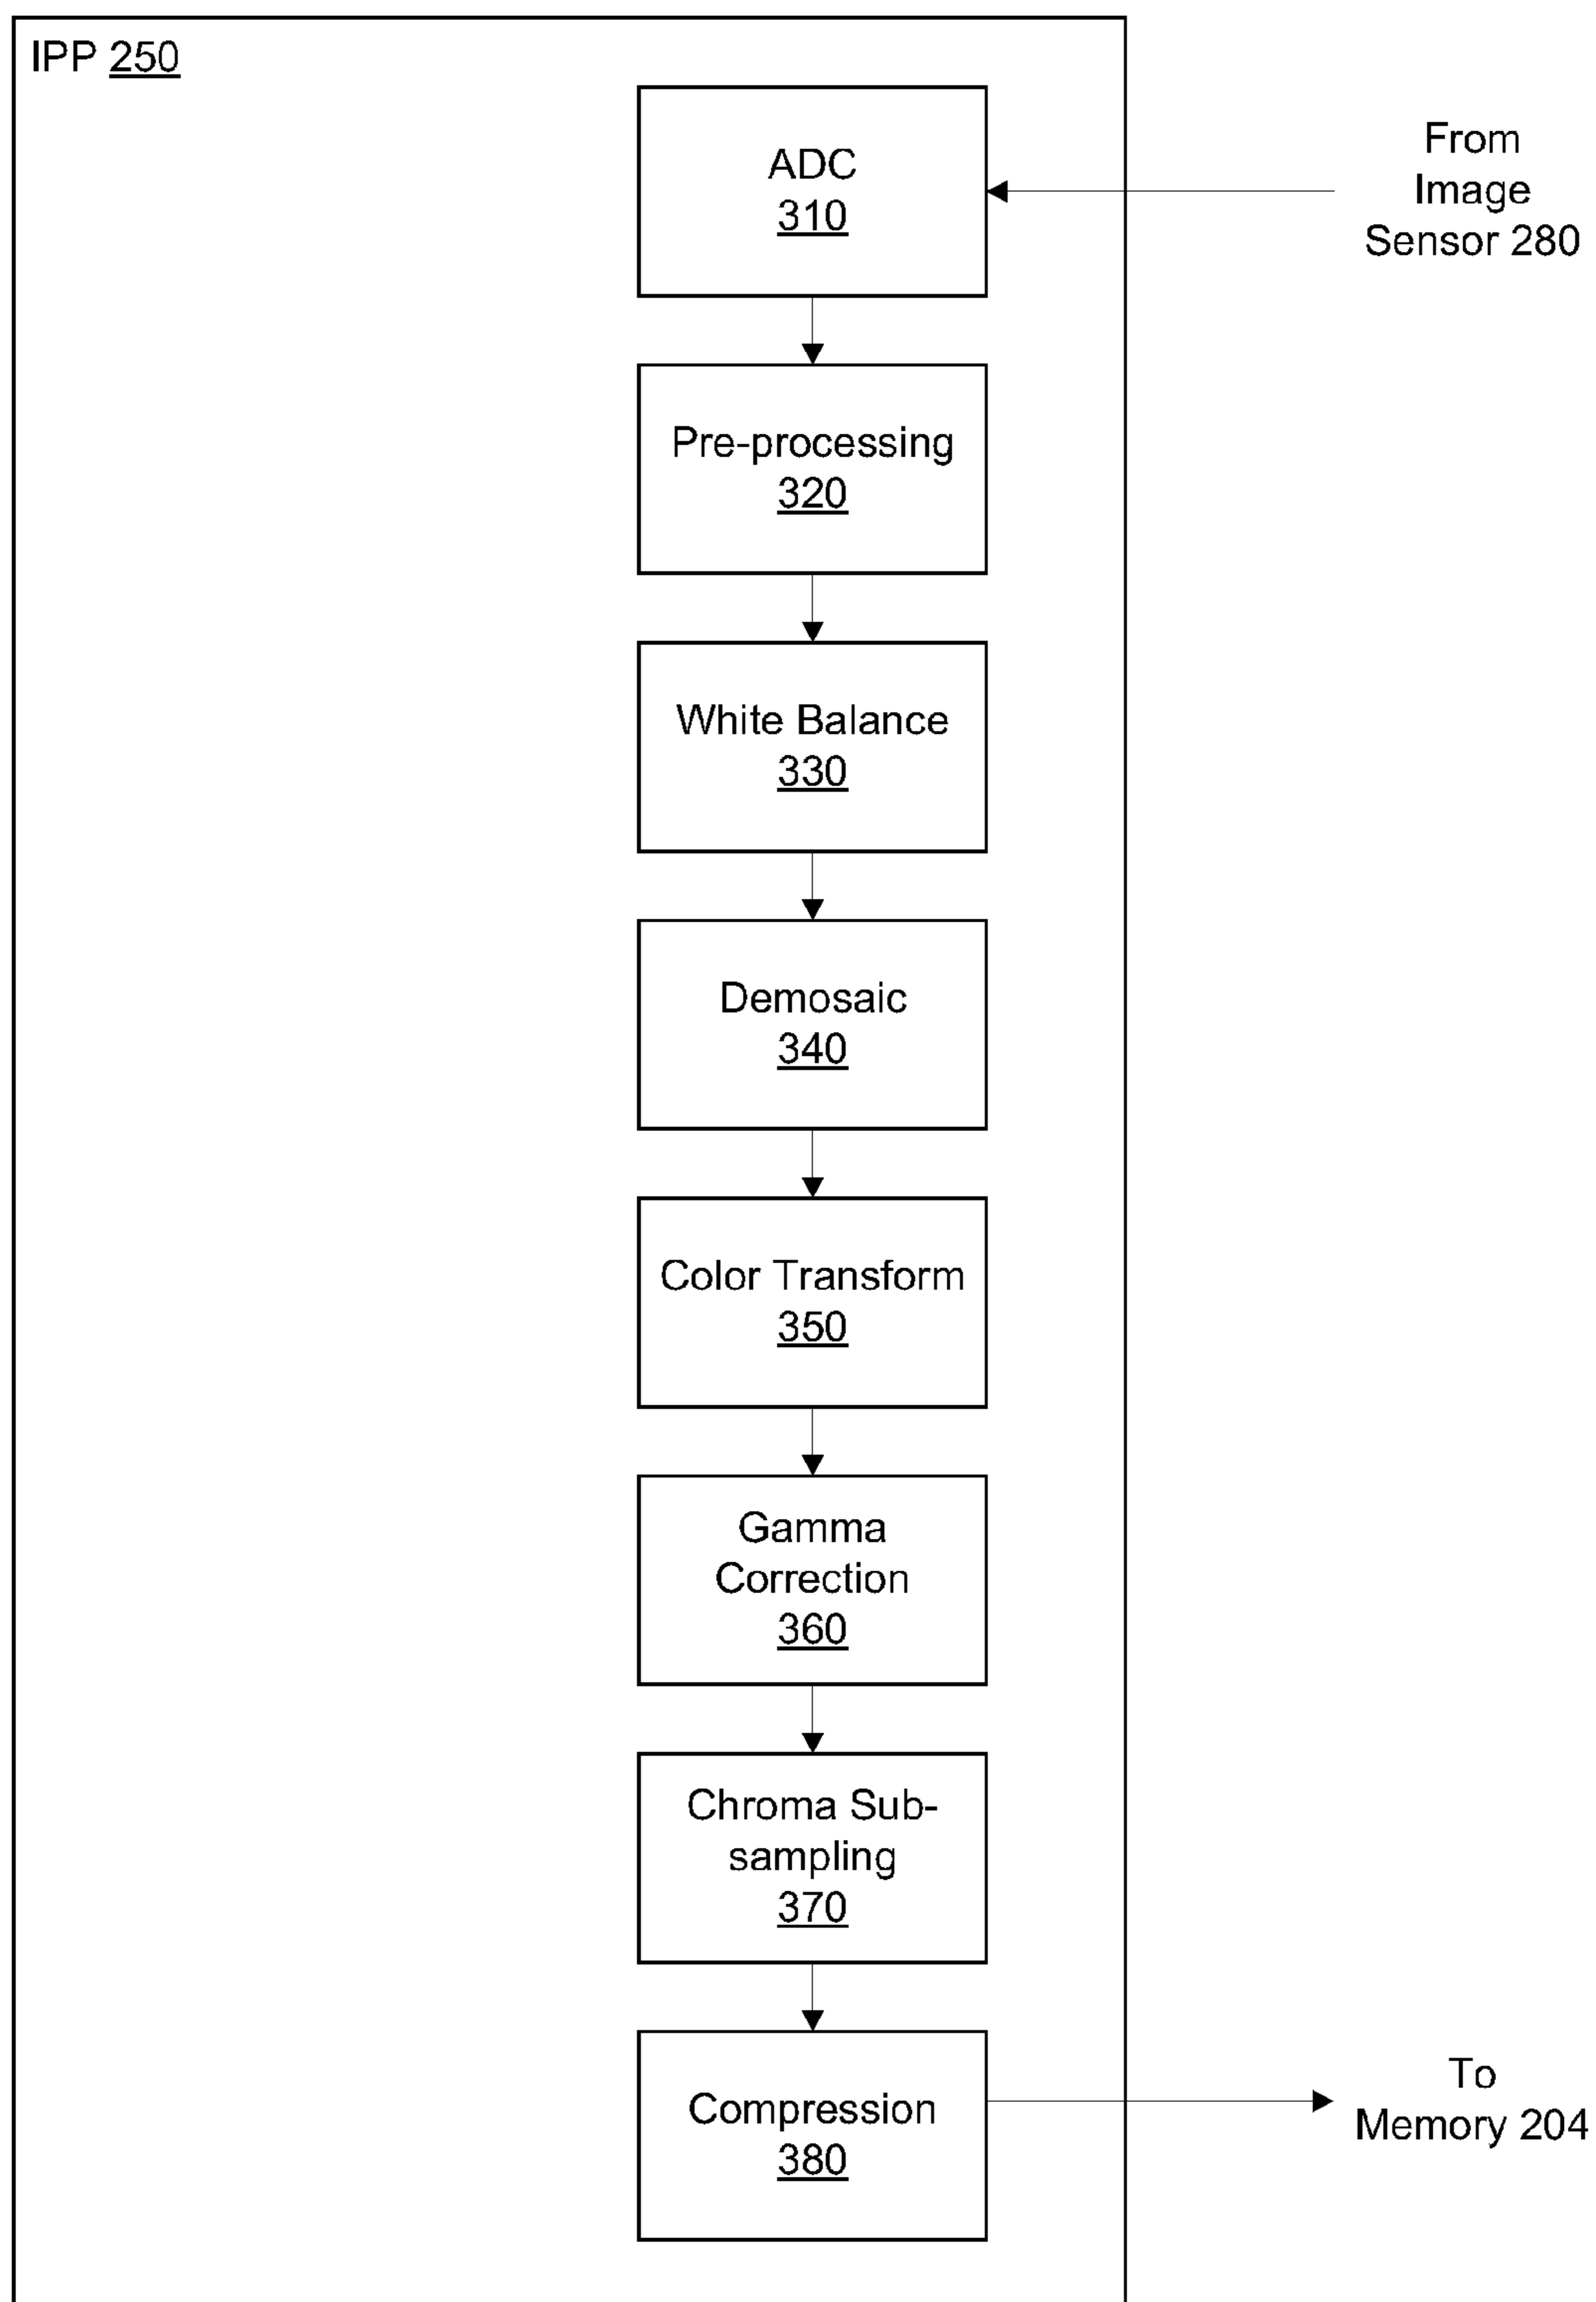 IPP 250
ADC
310
From
Image
Sensor 280
Pre-processing
320
White Balance
330
Demosaic
340
Color Transform
350
Gamma
Correction
360
Chroma Sub-
sampling
370
Compression
380
To
Memory 204